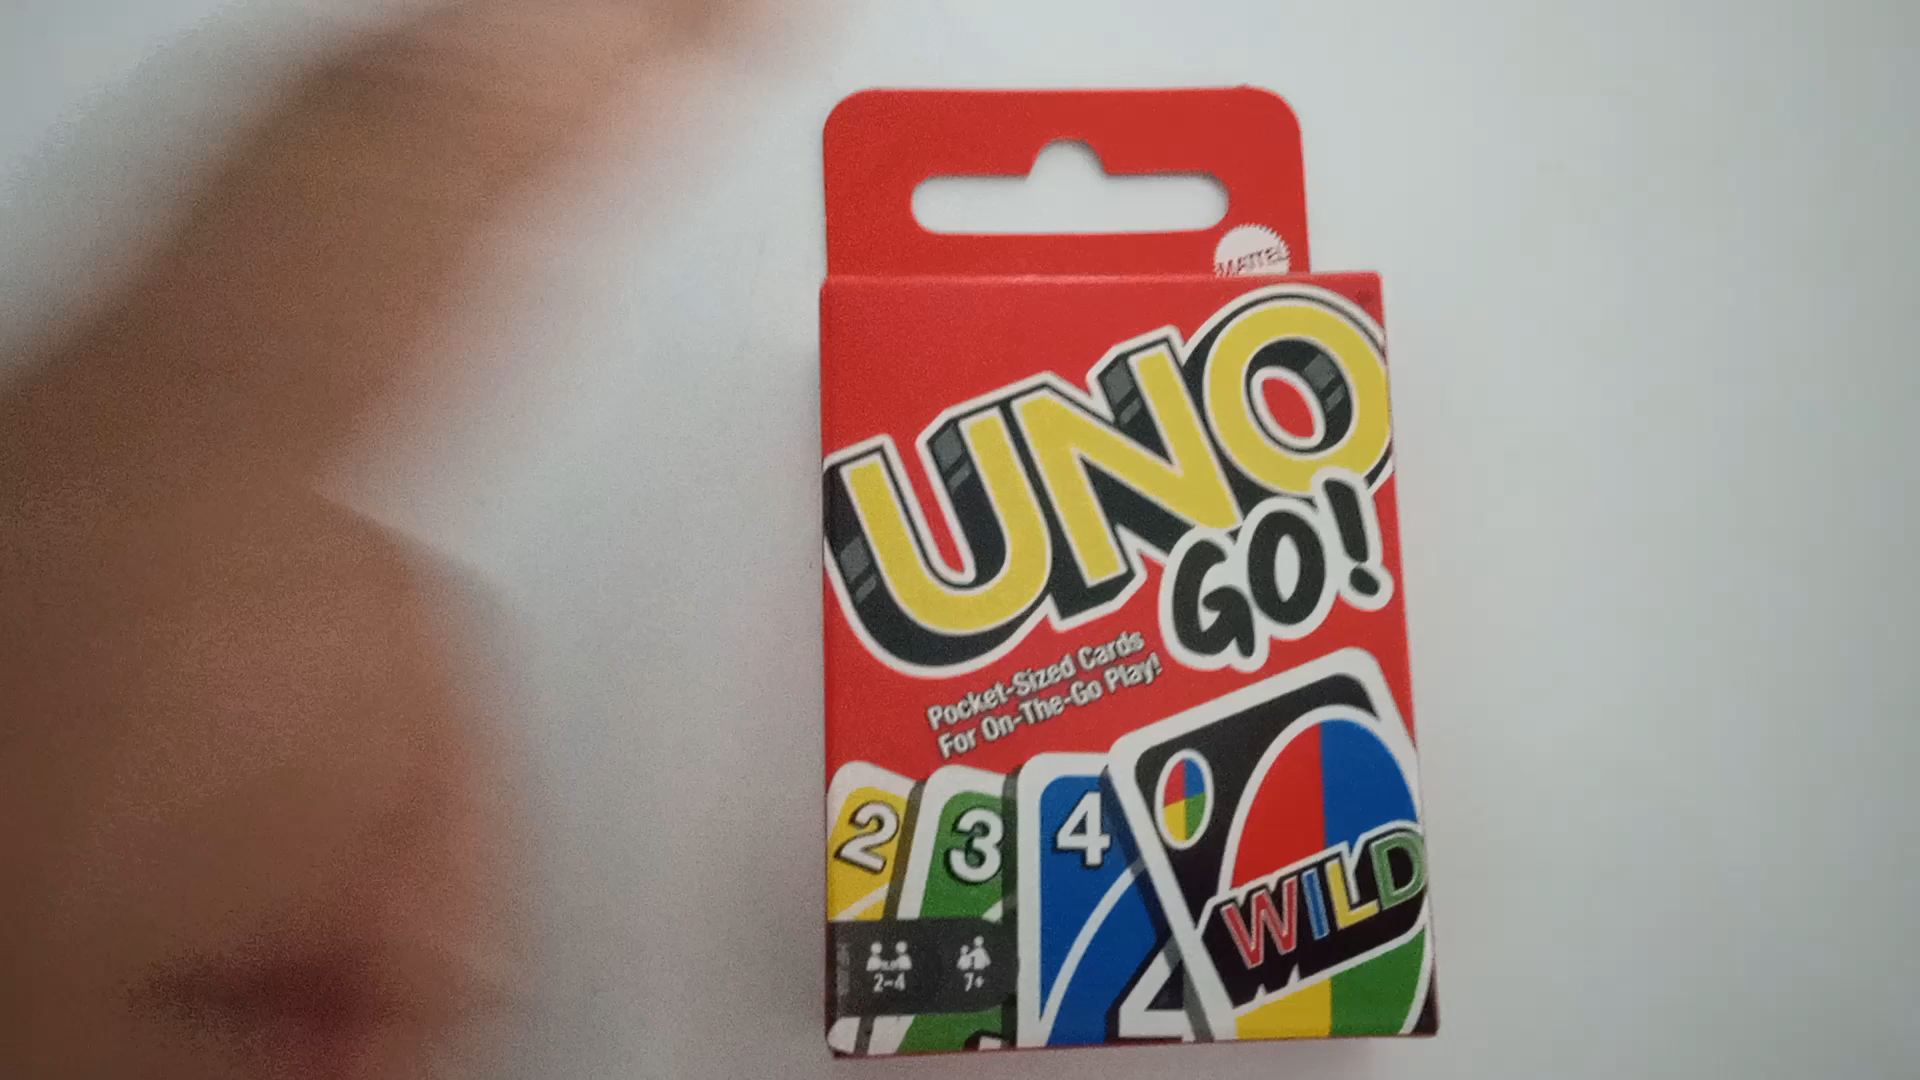 MATTEL
UNO
GO!
Pocket-Sized Cards
For On-The-Go Play!
2 3 4
WILD
2-4 7+